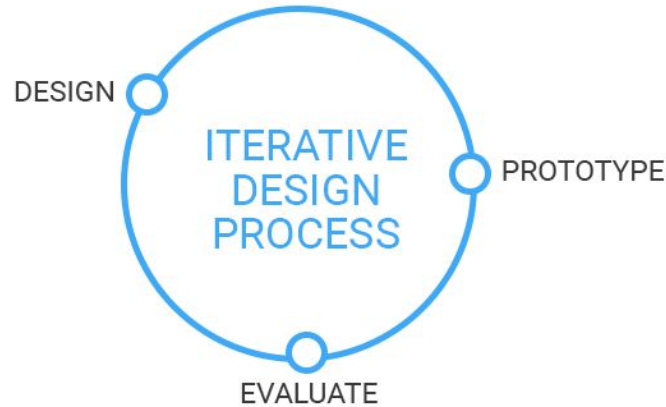 DESIGN
ITERATIVE
DESIGN
PROCESS
PROTOTYPE
EVALUATE